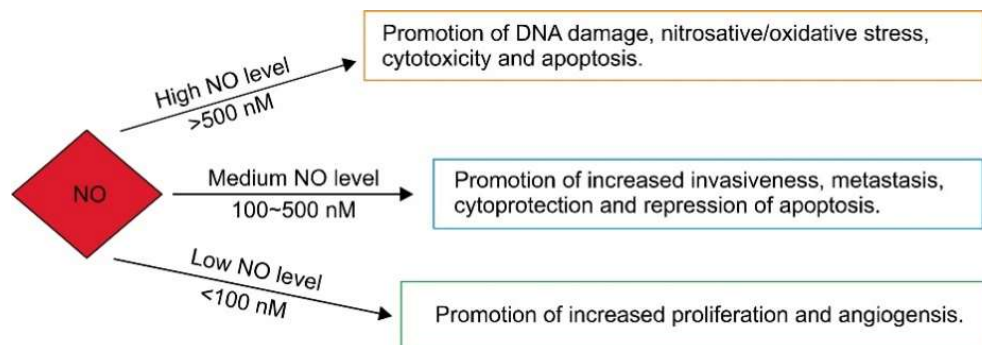 Promotion of DNA damage, nitrosative/oxidative stress,
cytotoxicity and apoptosis.
High NO level
>500 nM
NO
Medium NO level
100~500 nM
Promotion of increased invasiveness, metastasis,
cytoprotection and repression of apoptosis.
Low NO level
<100 nM
Promotion of increased proliferation and angiogensis.